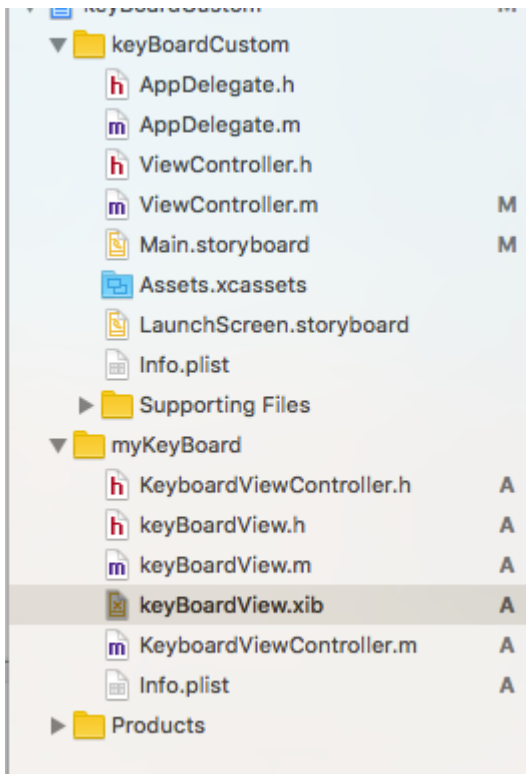 keyBoardCustom M
keyBoardCustom
h AppDelegate.h
m AppDelegate.m
h ViewController.h
m ViewController.m M
Main.storyboard M
Assets.xcassets
LaunchScreen.storyboard
Info.plist
Supporting Files
myKeyBoard
h KeyboardViewController.h A
h keyBoardView.h A
m keyBoardView.m A
keyBoardView.xib A
m KeyboardViewController.m A
Info.plist A
Products